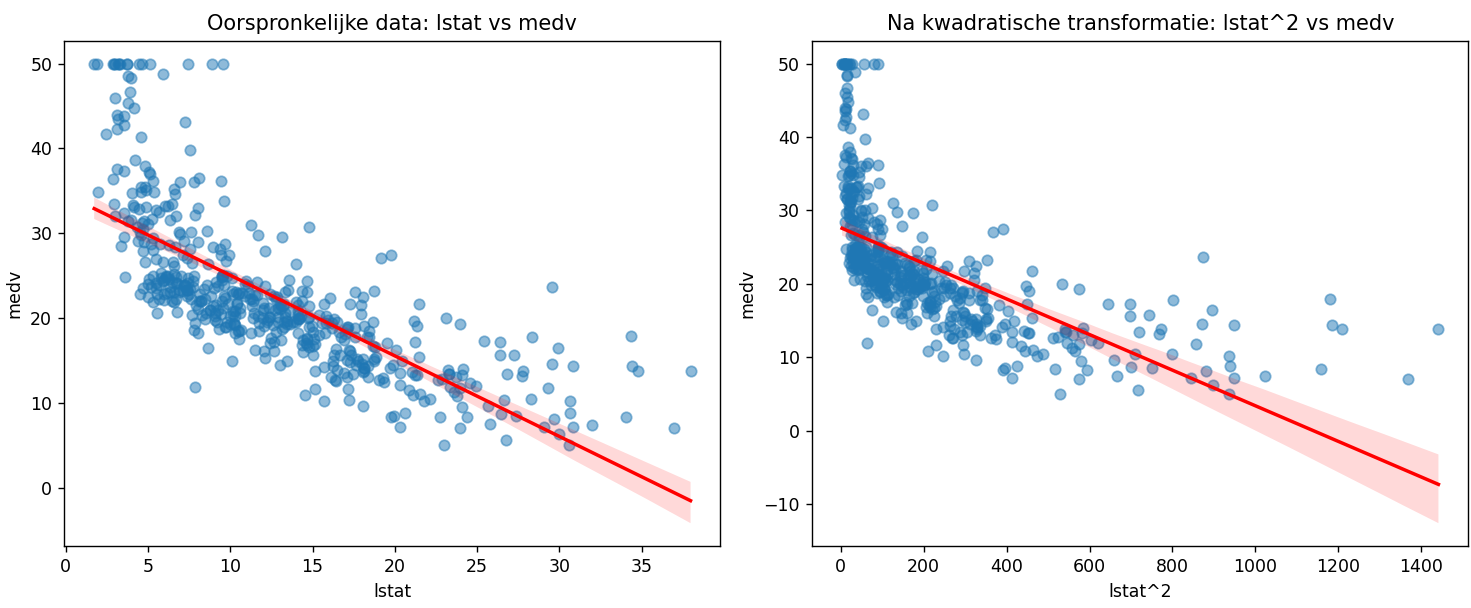 Oorspronkelijke data: lstat vs medv
50
40
30
20
10
0
medv
0 5 10 15 20 25 30 35
lstat
Na kwadratische transformatie: lstat^2 vs medv
50
40
30
20
10
0
−10
medv
0 200 400 600 800 1000 1200 1400
lstat^2